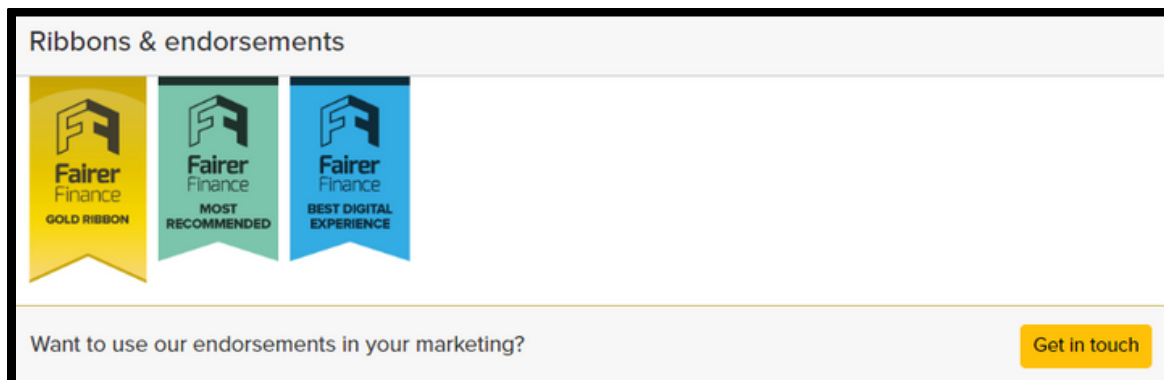 Ribbons & endorsements
Fairer
Finance
GOLD RIBBON
Fairer
Finance
MOST
RECOMMENDED
Fairer
Finance
BEST DIGITAL
EXPERIENCE
Want to use our endorsements in your marketing?
Get in touch